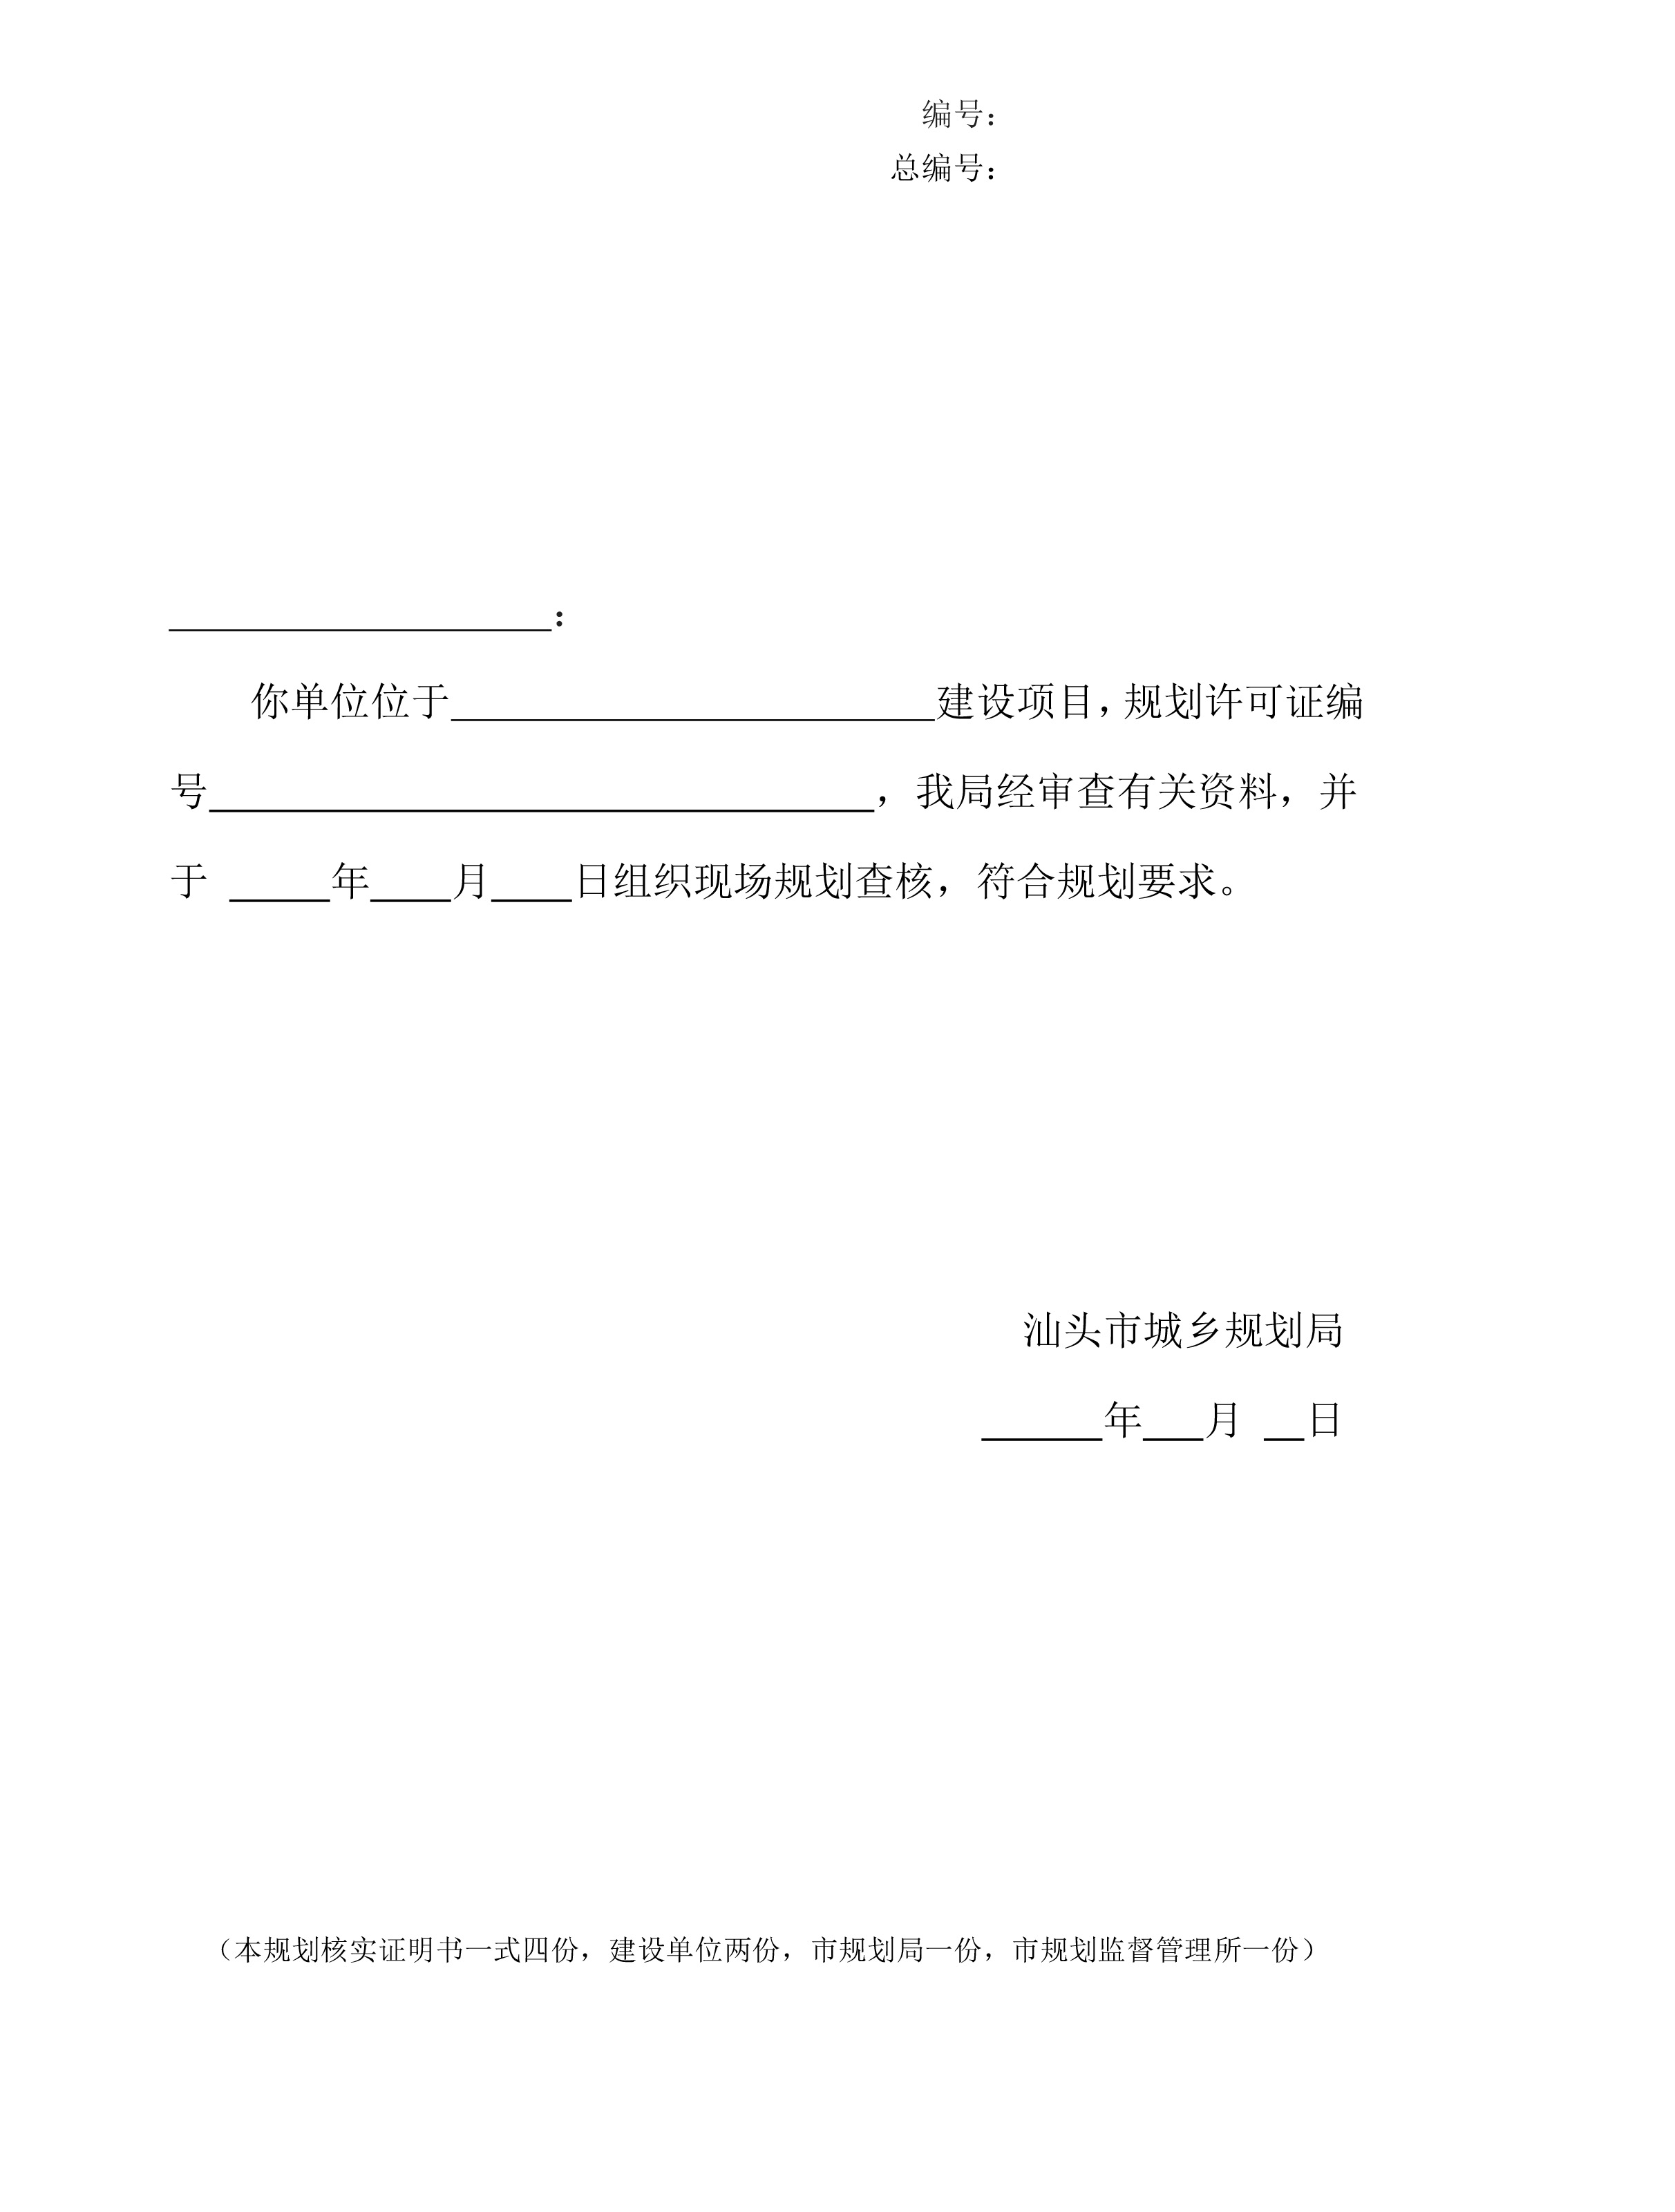 编号：
总编号：
___________________：
你单位位于________________________建设项目，规划许可证编
号_________________________________，我局经审查有关资料，并
于 _____年____月____日组织现场规划查核，符合规划要求。
汕头市城乡规划局
______年___月 __日
（本规划核实证明书一式四份，建设单位两份，市规划局一份，市规划监督管理所一份）